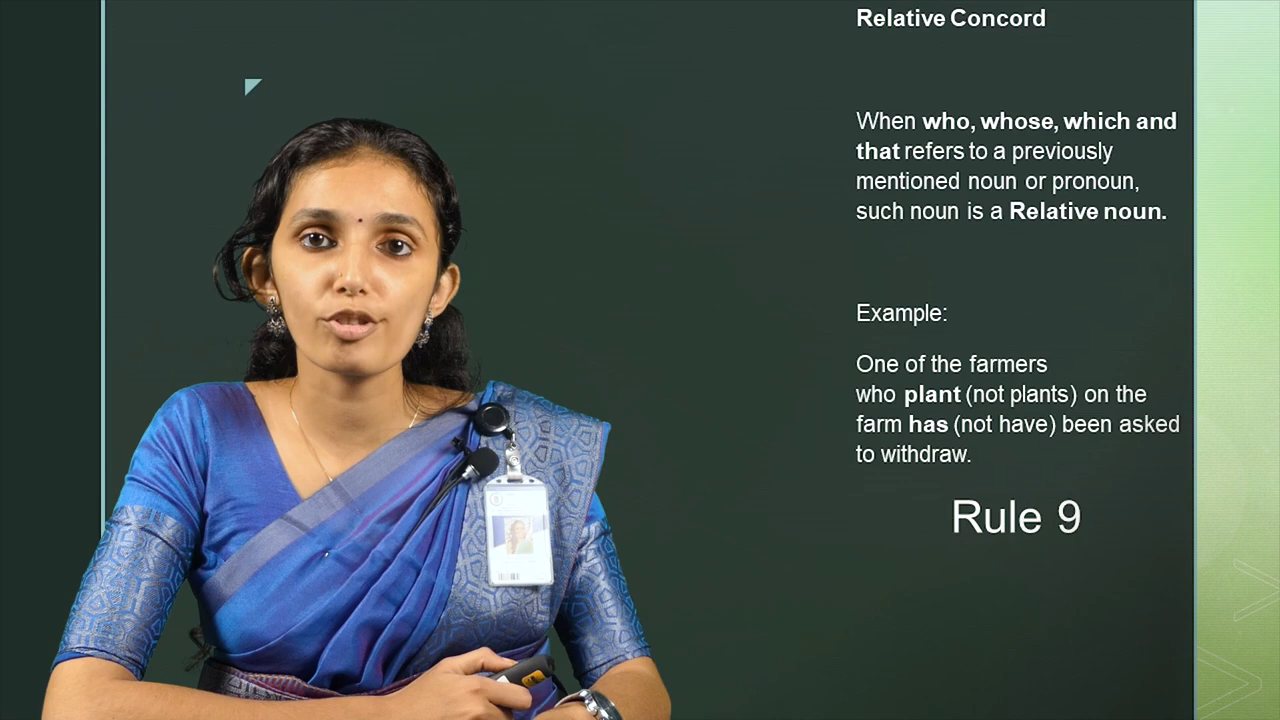 Relative Concord
When who, whose, which and
that refers to a previously
mentioned noun or pronoun,
such noun is a Relative noun.
Example:
One of the farmers
who plant (not plants) on the
farm has (not have) been asked
to withdraw.
Rule 9